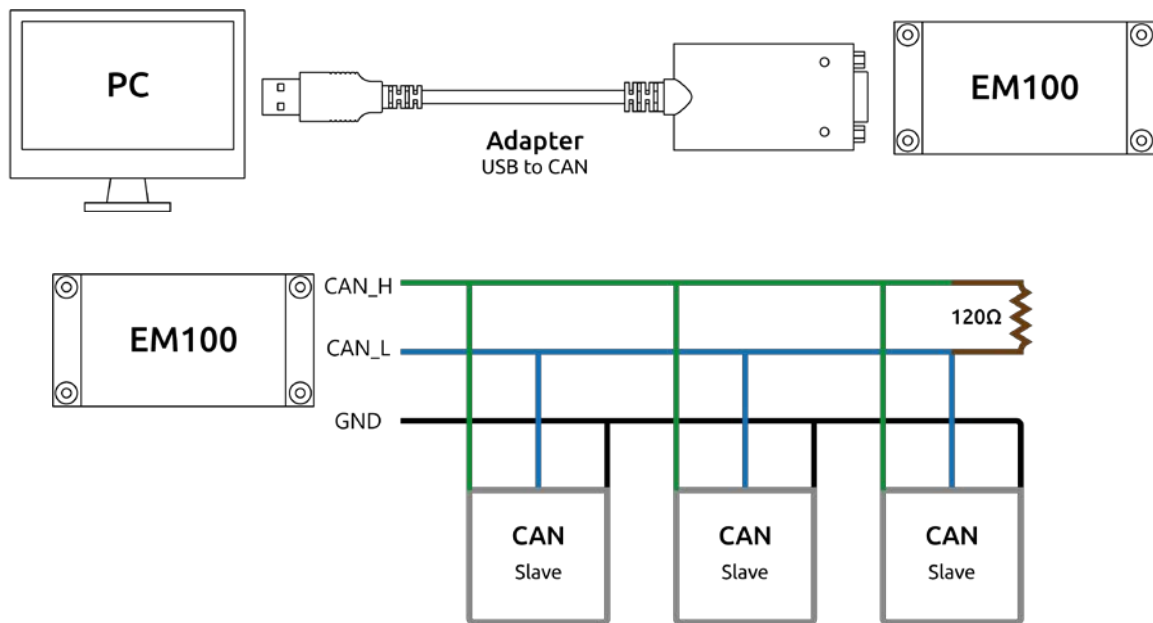 PC
Adapter
USB to CAN
EM100
EM100
CAN_H
CAN_L
GND
120Ω
CAN
Slave
CAN
Slave
CAN
Slave